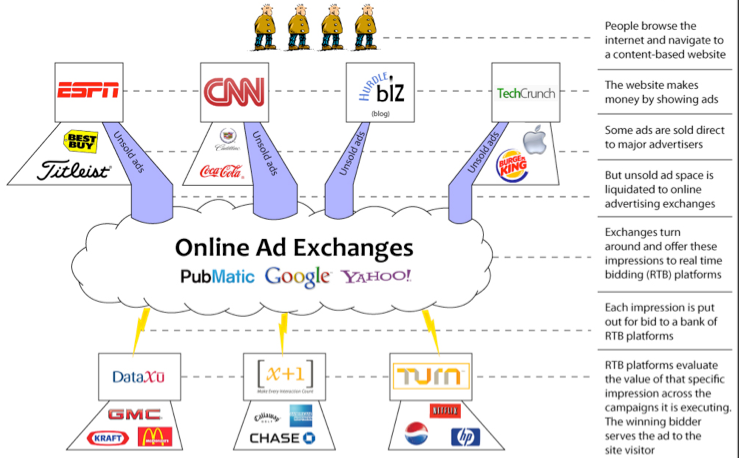 People browse the
internet and navigate to
a content-based website
ESPN
CNN
HURDLE
biz
(blog)
TechCrunch
The website makes
money by showing ads
BEST
BUY
Titleist
Unsold ads
Cadillac
Coca-Cola
Unsold ads
Unsold ads
Unsold ads
BURGER
KING
Some ads are sold direct
to major advertisers
But unsold ad space is
liquidated to online
advertising exchanges
Online Ad Exchanges
PubMatic Google YAHOO!
Exchanges turn
around and offer these
impressions to real time
bidding (RTB) platforms
Each impression is put
out for bid to a bank of
RTB platforms
DataXu
[x+1]
Make Every Interaction Count
Turn
GMC
KRAFT
McDonald's
Callaway
GOLF
AMERICAN
EXPRESS
CHASE
NETFLIX
hp
RTB platforms evaluate
the value of that specific
impression across the
campaigns it is executing.
The winning bidder
serves the ad to the
site visitor